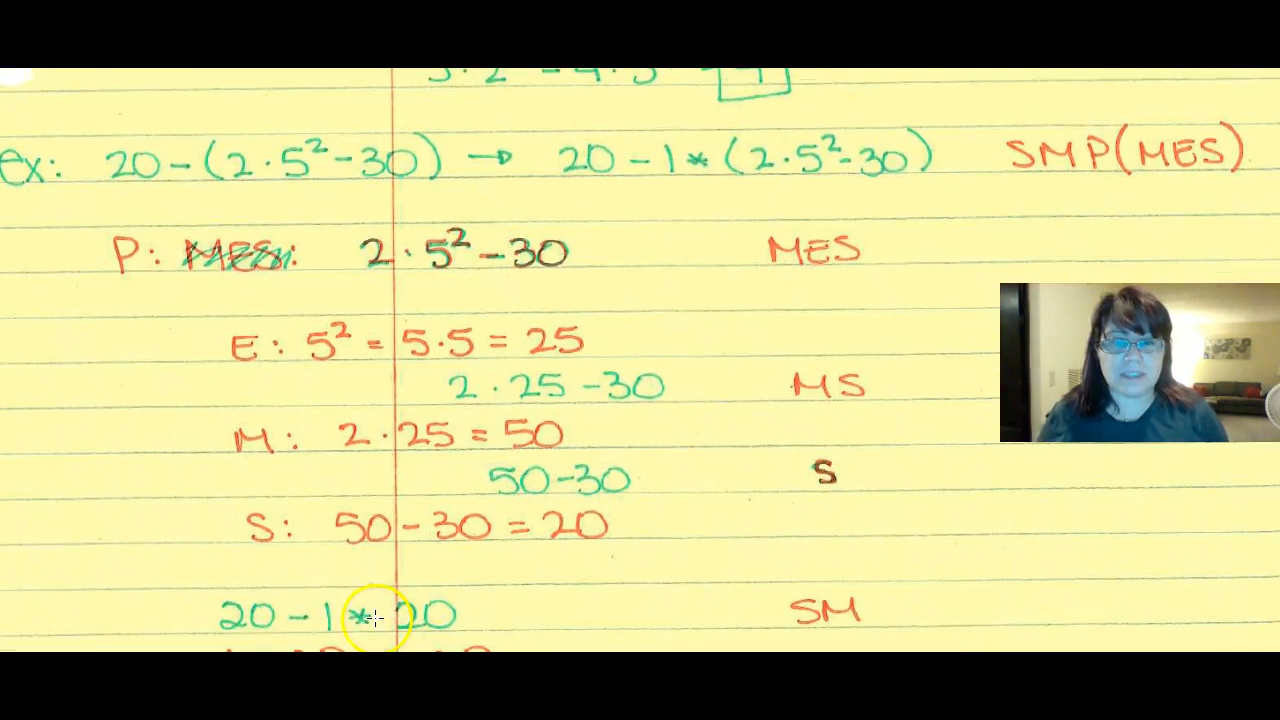 ex: 20 - (2 · 5² - 30) → 20 - 1 * (2 · 5² - 30) SMP(MES)
P: MES: 2 · 5² - 30 MES
E: 5² = 5 · 5 = 25
2 · 25 - 30 MS
M: 2 · 25 = 50
50 - 30 S
S: 50 - 30 = 20
20 - 1 * 20 SM